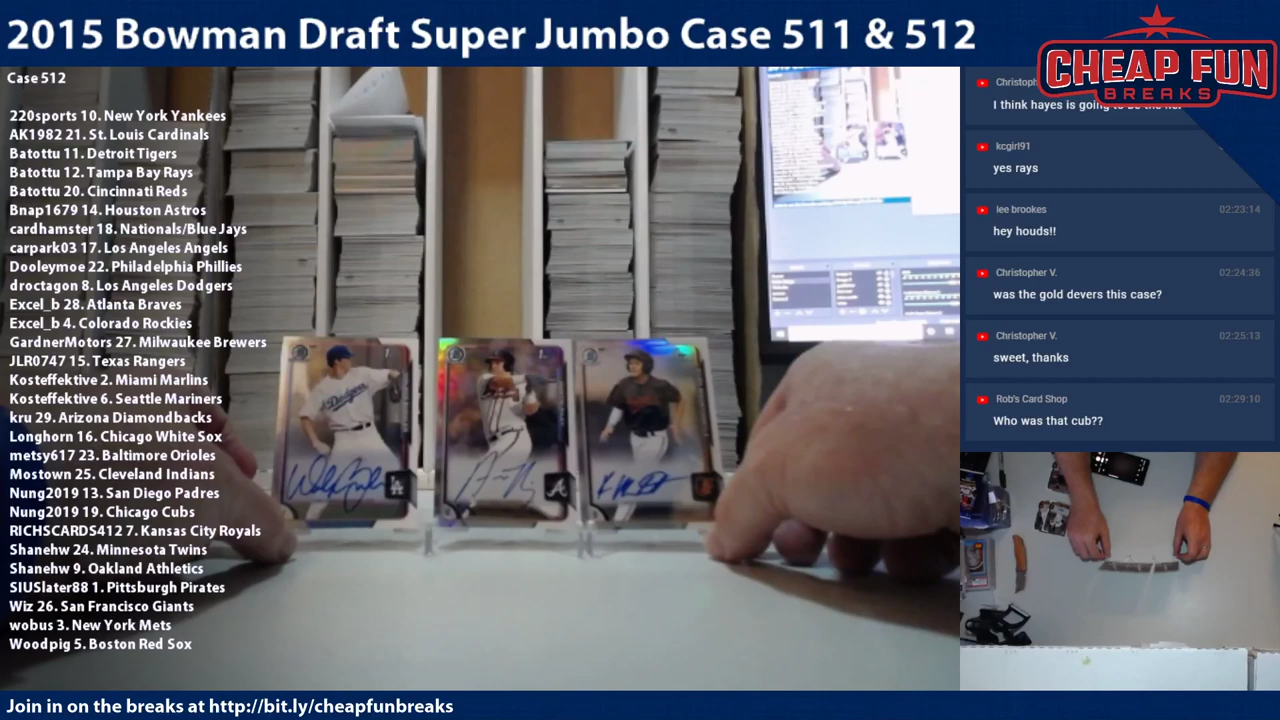 2015 Bowman Draft Super Jumbo Case 511 & 512
CHEAP FUN
BREAKS
Case 512
220sports 10. New York Yankees
AK1982 21. St. Louis Cardinals
Batottu 11. Detroit Tigers
Batottu 12. Tampa Bay Rays
Batottu 20. Cincinnati Reds
Bnap1679 14. Houston Astros
cardhamster 18. Nationals/Blue Jays
carpark03 17. Los Angeles Angels
Dooleymoe 22. Philadelphia Phillies
droctagon 8. Los Angeles Dodgers
Excel_b 28. Atlanta Braves
Excel_b 4. Colorado Rockies
GardnerMotors 27. Milwaukee Brewers
JLR0747 15. Texas Rangers
Kosteffektive 2. Miami Marlins
Kosteffektive 6. Seattle Mariners
kru 29. Arizona Diamondbacks
Longhorn 16. Chicago White Sox
metsy617 23. Baltimore Orioles
Mostown 25. Cleveland Indians
Nung2019 13. San Diego Padres
Nung2019 19. Chicago Cubs
RICHSCARDS412 7. Kansas City Royals
Shanehw 24. Minnesota Twins
Shanehw 9. Oakland Athletics
SIUSlater88 1. Pittsburgh Pirates
Wiz 26. San Francisco Giants
wobus 3. New York Mets
Woodpig 5. Boston Red Sox
Dodgers
LA
Christoph
I think hayes is going to be the
kcgirl91
yes rays
lee brookes 02:23:14
hey houds!!
Christopher V. 02:24:36
was the gold devers this case?
Christopher V. 02:25:13
sweet, thanks
Rob's Card Shop 02:29:10
Who was that cub??
Join in on the breaks at http://bit.ly/cheapfunbreaks